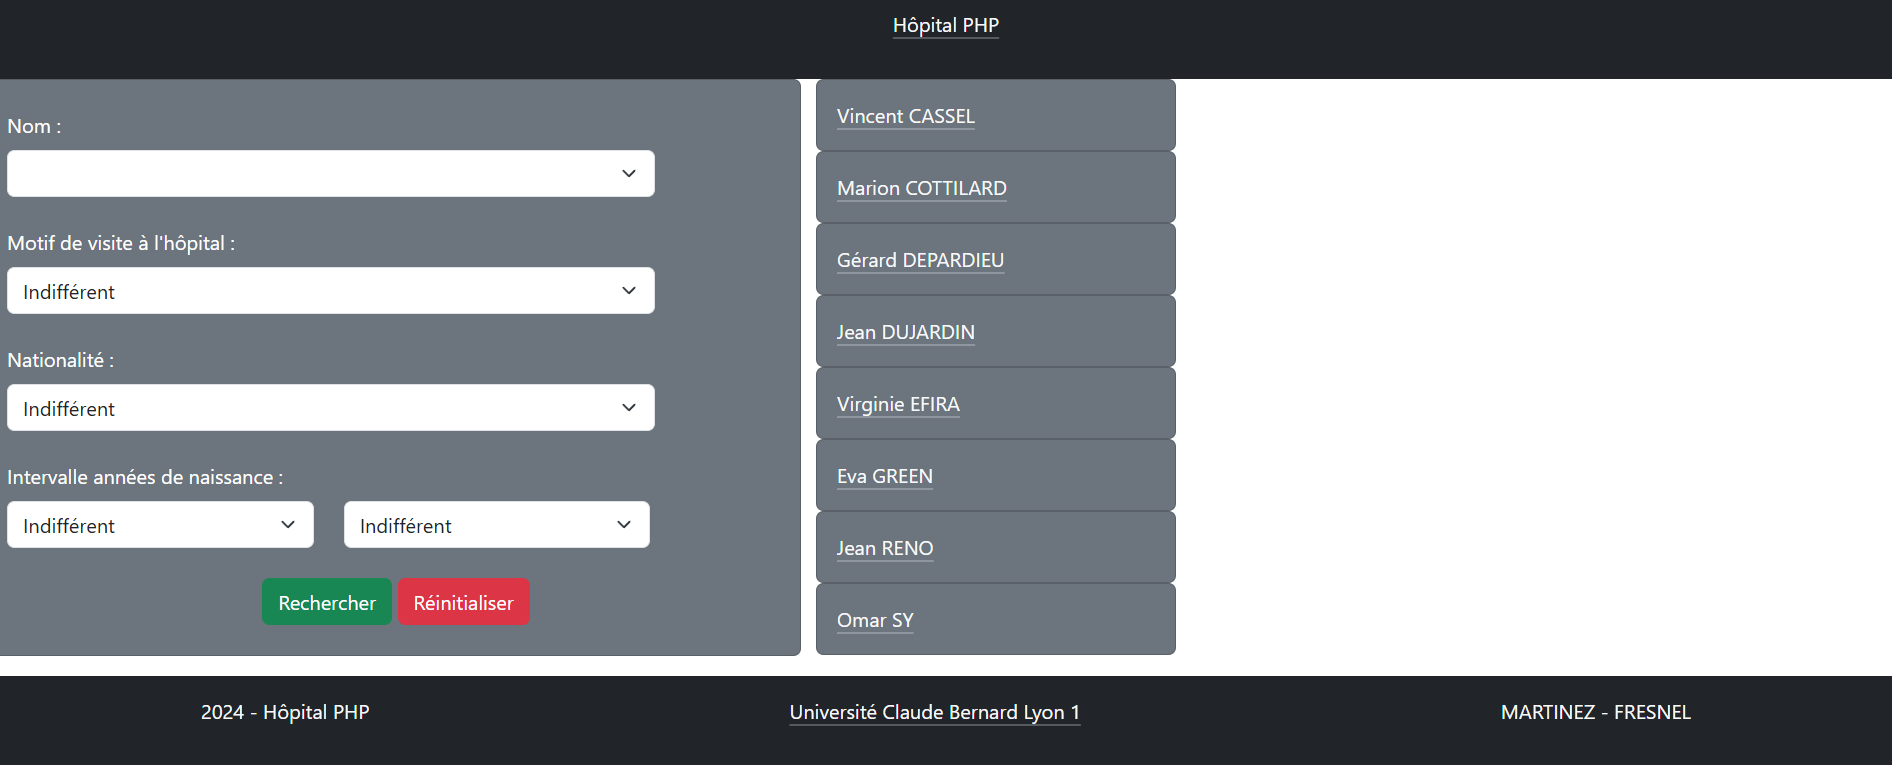 Hôpital PHP
Nom :
Motif de visite à l'hôpital :
Indifférent
Nationalité :
Indifférent
Intervalle années de naissance :
Indifférent Indifférent
Rechercher Réinitialiser
Vincent CASSEL
Marion COTTILARD
Gérard DEPARDIEU
Jean DUJARDIN
Virginie EFIRA
Eva GREEN
Jean RENO
Omar SY
2024 - Hôpital PHP
Université Claude Bernard Lyon 1
MARTINEZ - FRESNEL